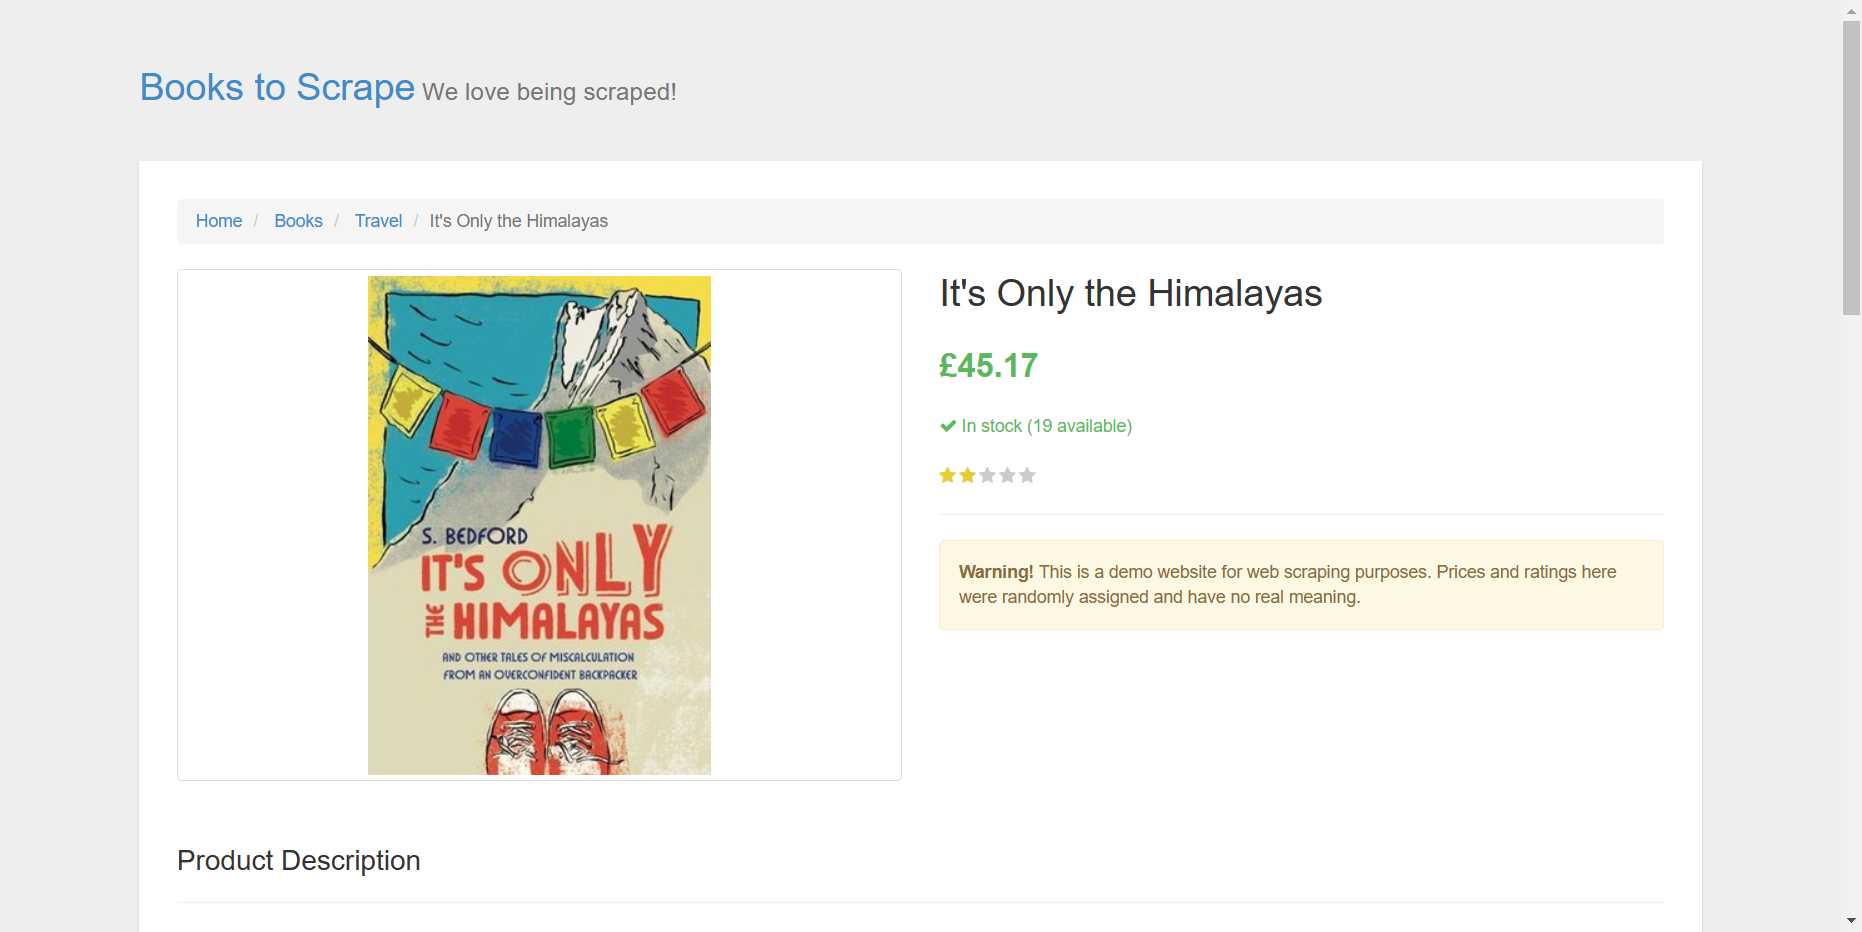 Books to Scrape We love being scraped!
Home / Books / Travel / It's Only the Himalayas
S. BEDFORD
IT'S ONLY
THE HIMALAYAS
AND OTHER TALES OF MISCALCULATION
FROM AN OVERCONFIDENT BACKPACKER
It's Only the Himalayas
£45.17
In stock (19 available)
Warning! This is a demo website for web scraping purposes. Prices and ratings here
were randomly assigned and have no real meaning.
Product Description